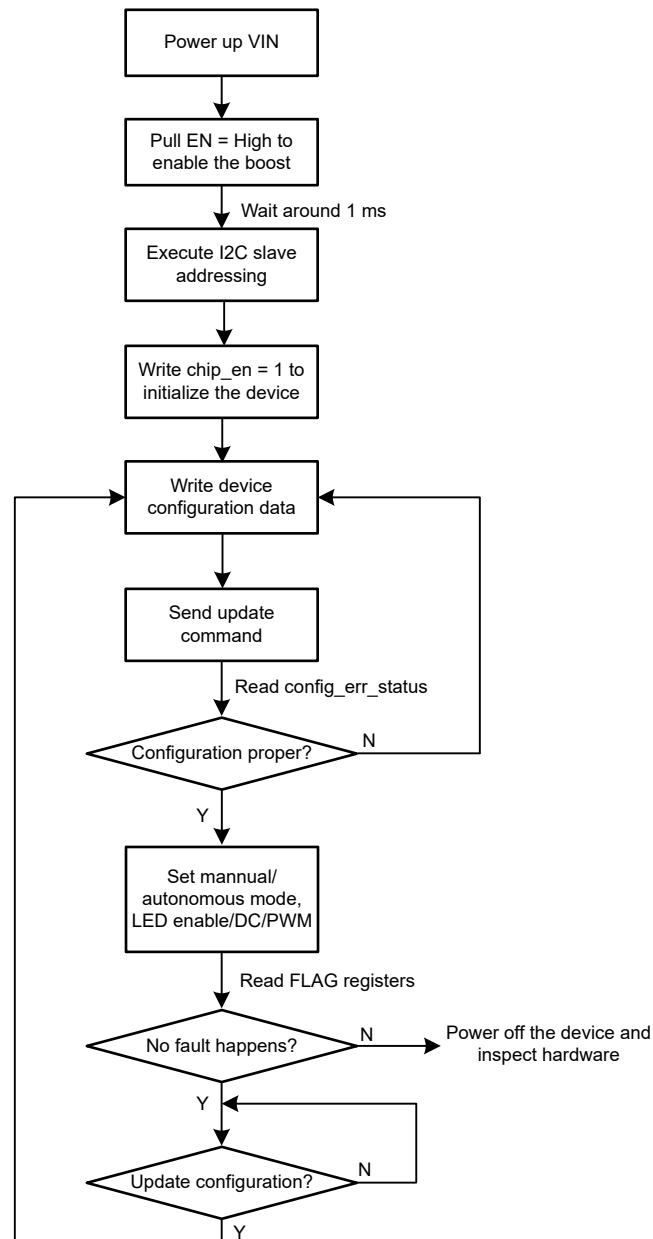 Power up VIN
Pull EN = High to
enable the boost
Wait around 1 ms
Execute I2C slave
addressing
Write chip_en = 1 to
initialize the device
Write device
configuration data
Send update
command
Read config_err_status
Configuration proper?
N
Y
Set mannual/
autonomous mode,
LED enable/DC/PWM
Read FLAG registers
No fault happens?
N
Power off the device and
inspect hardware
Y
Update configuration?
N
Y